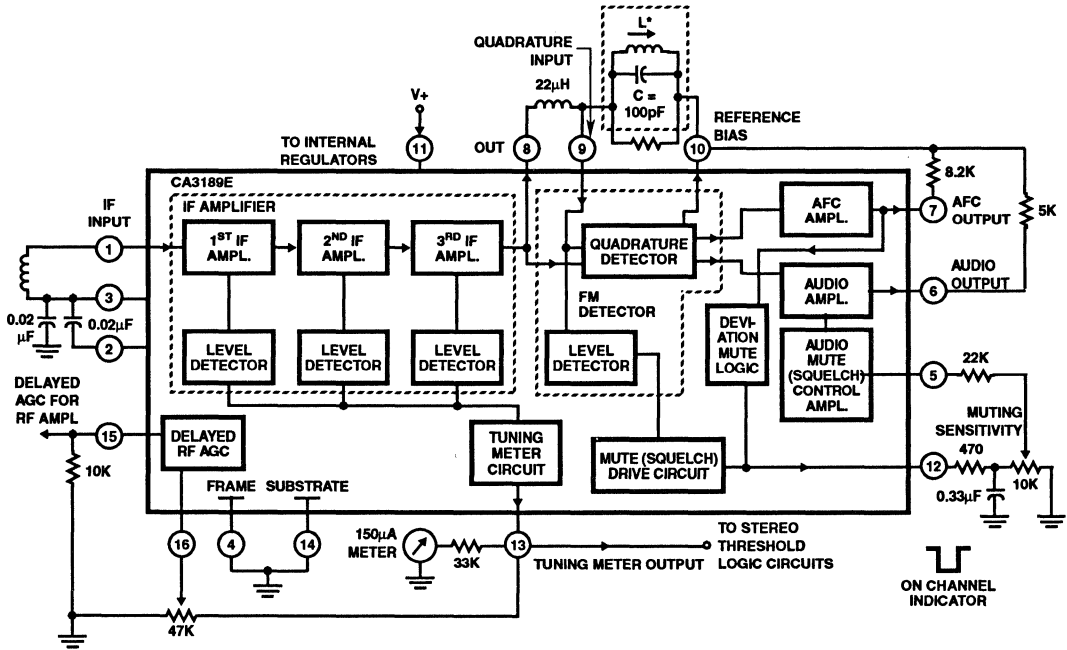 L*
QUADRATURE
INPUT
22μH
C =
100pF
V+
REFERENCE
BIAS
TO INTERNAL
REGULATORS
11
OUT
8
9
10
8.2K
CA3189E
IF AMPLIFIER
IF
INPUT
1
1ST IF
AMPL.
2ND IF
AMPL.
3RD IF
AMPL.
QUADRATURE
DETECTOR
AFC
AMPL.
7
AFC
OUTPUT
5K
3
0.02
μF
0.02μF
2
FM
DETECTOR
AUDIO
AMPL.
6
AUDIO
OUTPUT
LEVEL
DETECTOR
LEVEL
DETECTOR
LEVEL
DETECTOR
LEVEL
DETECTOR
DEVI-
ATION
MUTE
LOGIC
AUDIO
MUTE
(SQUELCH)
CONTROL
AMPL.
5
22K
DELAYED
AGC FOR
RF AMPL
15
DELAYED
RF AGC
TUNING
METER
CIRCUIT
MUTE (SQUELCH)
DRIVE CIRCUIT
MUTING
SENSITIVITY
12
470
10K
0.33μF
10K
FRAME
SUBSTRATE
16
4
14
150μA
METER
33K
13
TUNING METER OUTPUT
TO STEREO
THRESHOLD
LOGIC CIRCUITS
ON CHANNEL
INDICATOR
47K